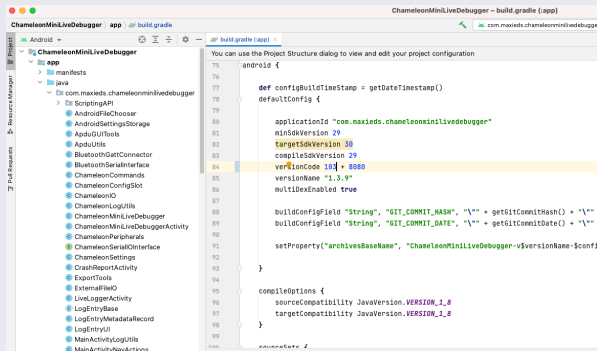 ChameleonMiniLiveDebugger – build.gradle (:app)
ChameleonMiniLiveDebugger app build.gradle
com.maxieds.chameleonminilivedebugge
Android
build.gradle (:app)
Project
Resource Manager
Pull Requests
You can use the Project Structure dialog to view and edit your project configuration
ChameleonMiniLiveDebugger
app
manifests
java
com.maxieds.chameleonminilivedebugger
ScriptingAPI
AndroidFileChooser
AndroidSettingsStorage
ApduGUITools
ApduUtils
BluetoothGattConnector
BluetoothSerialInterface
ChameleonCommands
ChameleonConfigSlot
ChameleonIO
ChameleonLogUtils
ChameleonMiniLiveDebugger
ChameleonMiniLiveDebuggerActivity
ChameleonPeripherals
ChameleonSerialIOInterface
ChameleonSettings
CrashReportActivity
ExportTools
ExternalFileIO
LiveLoggerActivity
LogEntryBase
LogEntryMetadataRecord
LogEntryUI
MainActivityLogUtils
MainActivityNavActions
75 android {
76
77 def configBuildTimeStamp = getDateTimestamp()
78 defaultConfig {
79
80 applicationId "com.maxieds.chameleonminilivedebugger"
81 minSdkVersion 29
82 targetSdkVersion 30
83 compileSdkVersion 29
84 versionCode 103 + 8080
85 versionName "1.3.9"
86 multiDexEnabled true
87
88 buildConfigField "String", "GIT_COMMIT_HASH", "\"" + getGitCommitHash() + "\""
89 buildConfigField "String", "GIT_COMMIT_DATE", "\"" + getGitCommitDate() + "\""
90
91 setProperty("archivesBaseName", "ChameleonMiniLiveDebugger-v$versionName-$confi
92
93 }
94
95 compileOptions {
96 sourceCompatibility JavaVersion.VERSION_1_8
97 targetCompatibility JavaVersion.VERSION_1_8
98 }
99
100 sourceSets {